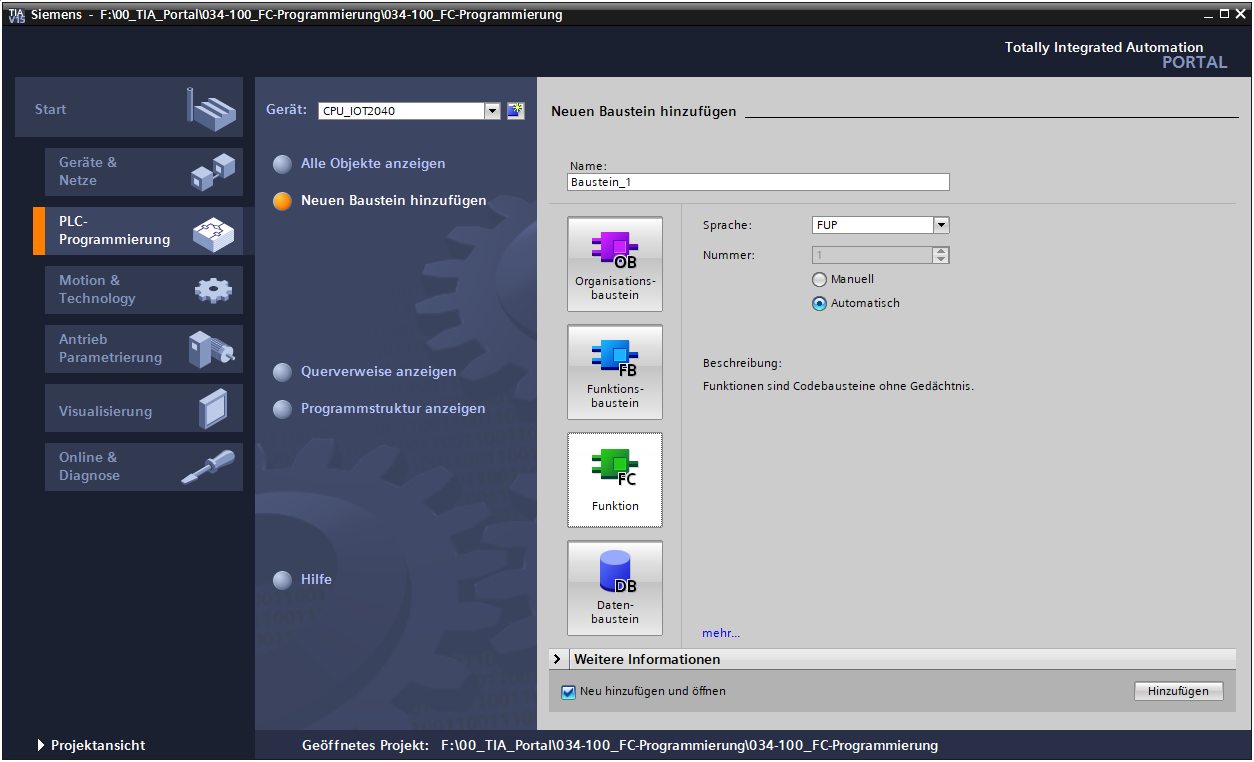 TIA V15 Siemens - F:\00_TIA_Portal\034-100_FC-Programmierung\034-100_FC-Programmierung
Totally Integrated Automation
PORTAL
Start
Geräte &
Netze
PLC-
Programmierung
Motion &
Technology
Antrieb
Parametrierung
Visualisierung
Online &
Diagnose
Projektansicht
Gerät: CPU_IOT2040
Alle Objekte anzeigen
Neuen Baustein hinzufügen
Querverweise anzeigen
Programmstruktur anzeigen
Hilfe
Neuen Baustein hinzufügen
Name:
Baustein_1
OB
Organisations-
baustein
FB
Funktions-
baustein
FC
Funktion
DB
Daten-
baustein
Sprache: FUP
Nummer: 1
Manuell
Automatisch
Beschreibung:
Funktionen sind Codebausteine ohne Gedächtnis.
mehr...
Weitere Informationen
Neu hinzufügen und öffnen
Hinzufügen
Geöffnetes Projekt: F:\00_TIA_Portal\034-100_FC-Programmierung\034-100_FC-Programmierung